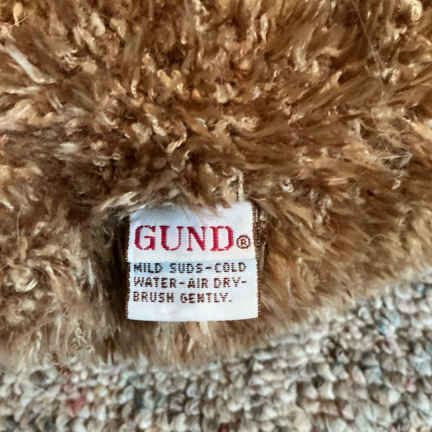 GUND®
MILD SUDS-COLD
WATER-AIR DRY-
BRUSH GENTLY.